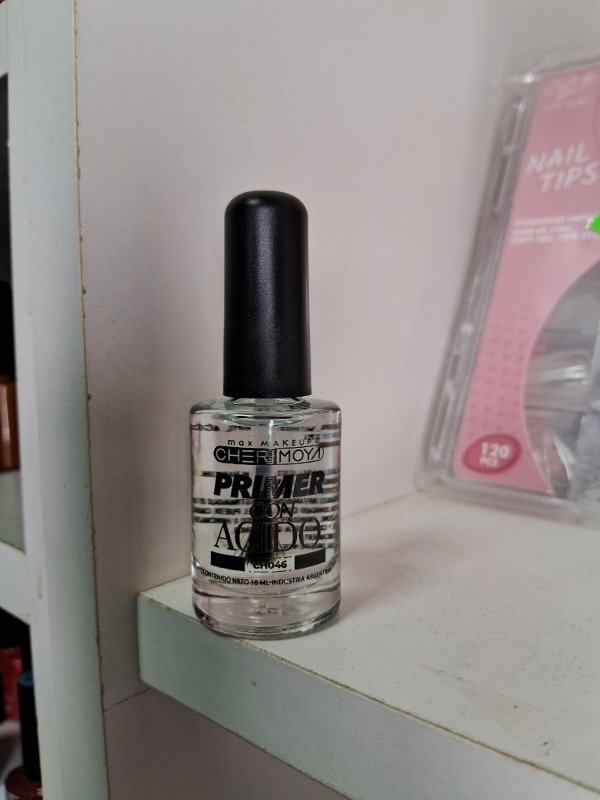 max MAKEUP
CHERIMOYA
PRIMER
CON
ACIDO
CH046
CONTENIDO NETO 10 ML-INDUSTRIA ARGENTINA
NAIL
TIPS
120
PCS